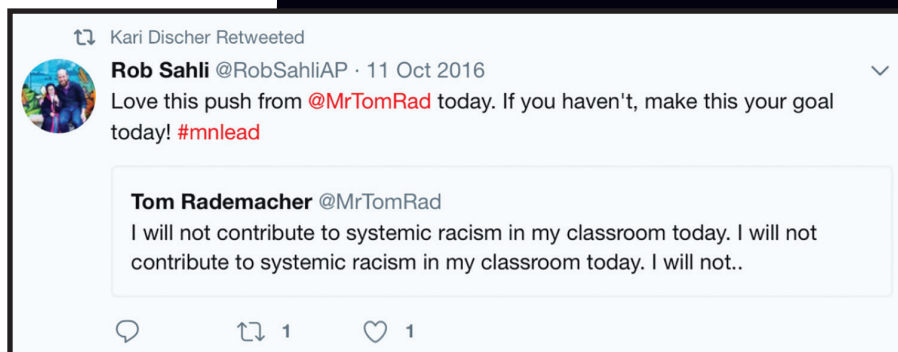 Kari Discher Retweeted
Rob Sahli @RobSahliAP · 11 Oct 2016
Love this push from @MrTomRad today. If you haven't, make this your goal
today! #mnlead
Tom Rademacher @MrTomRad
I will not contribute to systemic racism in my classroom today. I will not
contribute to systemic racism in my classroom today. I will not..
1 1